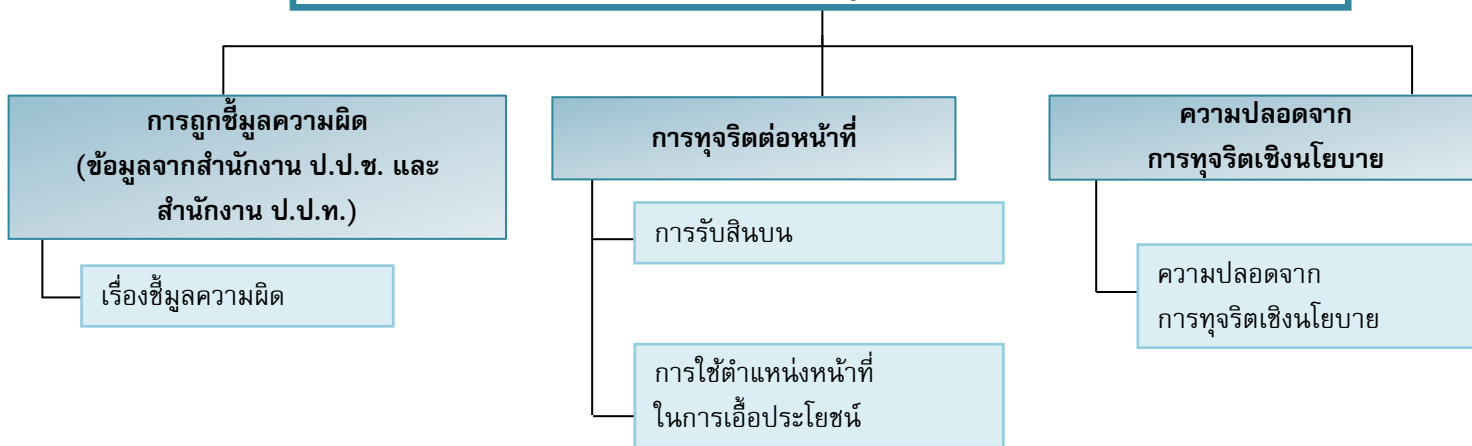 การถูกชี้มูลความผิด
(ข้อมูลจากสำนักงาน ป.ป.ช. และ
สำนักงาน ป.ป.ท.)
เรื่องชี้มูลความผิด
การทุจริตต่อหน้าที่
การรับสินบน
การใช้ตำแหน่งหน้าที่
ในการเอื้อประโยชน์
ความปลอดจาก
การทุจริตเชิงนโยบาย
ความปลอดจาก
การทุจริตเชิงนโยบาย